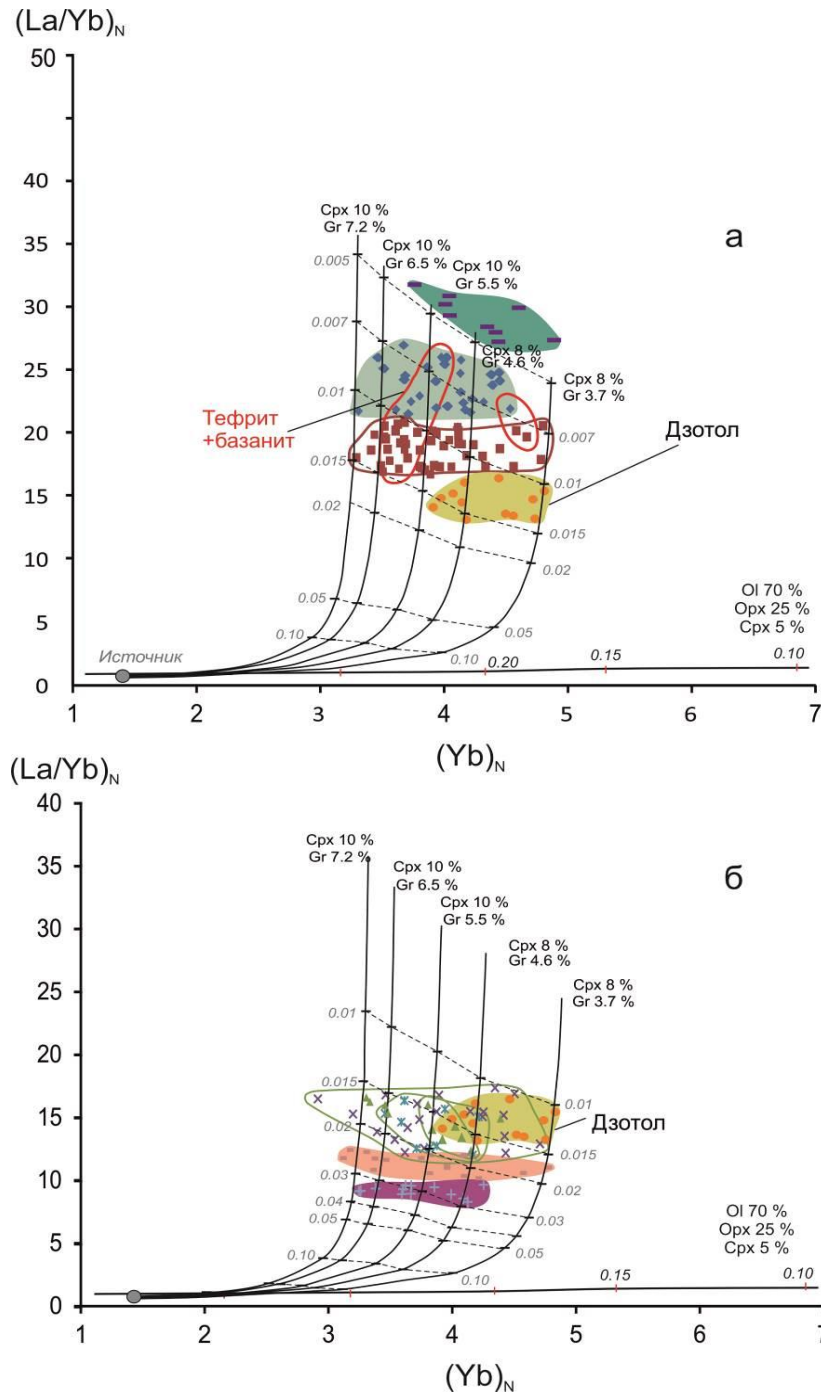 (La/Yb)N
50
40
35
30
25
20
15
10
5
0
а
Cpx 10 %
Gr 7.2 %
Cpx 10 %
Gr 6.5 %
Cpx 10 %
Gr 5.5 %
Cpx 8 %
Gr 4.6 %
Cpx 8 %
Gr 3.7 %
0.005
0.007
0.01
0.015
0.02
0.05
0.10
0.007
0.01
0.015
0.02
0.05
0.10
Тефрит
+базанит
Дзотол
Источник
Ol 70 %
Opx 25 %
Cpx 5 %
0.20
0.15
0.10
1 2 3 4 5 6 7
(Yb)N
(La/Yb)N
40
35
30
25
20
15
10
5
0
б
Cpx 10 %
Gr 7.2 %
Cpx 10 %
Gr 6.5 %
Cpx 10 %
Gr 5.5 %
Cpx 8 %
Gr 4.6 %
Cpx 8 %
Gr 3.7 %
0.01
0.015
0.02
0.03
0.04
0.05
0.10
0.01
0.015
0.02
0.03
0.05
0.10
Дзотол
Ol 70 %
Opx 25 %
Cpx 5 %
0.15
0.10
1 2 3 4 5 6 7
(Yb)N